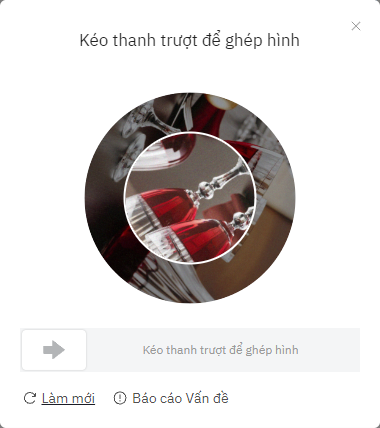 Kéo thanh trượt để ghép hình
Kéo thanh trượt để ghép hình
Làm mới
Báo cáo Vấn đề